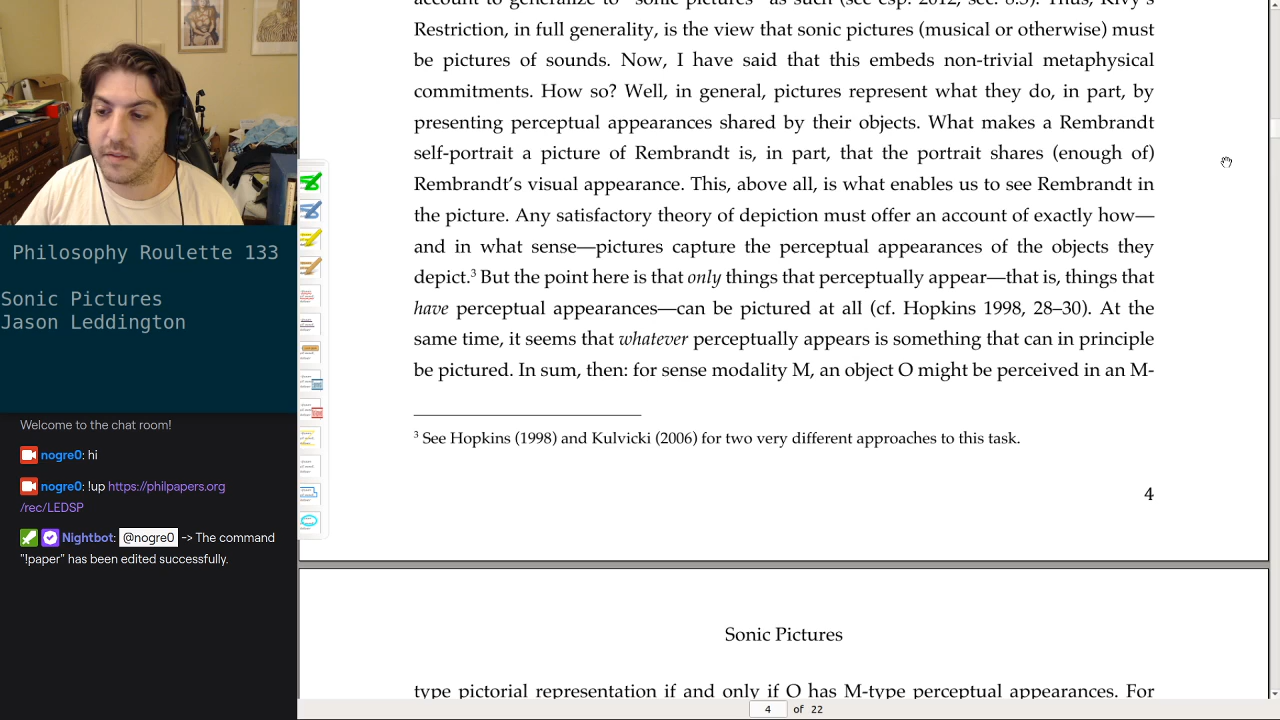 account to generalize to "sonic pictures" as such (see esp. 2012, sec. 8.3). Thus, Kivy's
Restriction, in full generality, is the view that sonic pictures (musical or otherwise) must
be pictures of sounds. Now, I have said that this embeds non-trivial metaphysical
commitments. How so? Well, in general, pictures represent what they do, in part, by
presenting perceptual appearances shared by their objects. What makes a Rembrandt
self-portrait a picture of Rembrandt is, in part, that the portrait shares (enough of)
Rembrandt's visual appearance. This, above all, is what enables us to see Rembrandt in
the picture. Any satisfactory theory of depiction must offer an account of exactly how—
and in what sense—pictures capture the perceptual appearances of the objects they
depict. But the point here is that only things that perceptually appear—that is, things that
have perceptual appearances—can be pictured at all (cf. Hopkins 1998, 28–30). By the
same token, it seems that whatever perceptually appears is something that can in principle
be pictured. In sum, then: for sense modality M, an object O might be perceived in an M-
3 See Hopkins (1998) and Kulvicki (2006) for two very different approaches to this issue.
4
Sonic Pictures
type pictorial representation if and only if O has M-type perceptual appearances. For
4 of 22
Philosophy Roulette 133
Sonic Pictures
Jason Leddington
Welcome to the chat room!
nogre0: hi
nogre0: !up https://philpapers.org
/rec/LEDSP
Nightbot: @nogre0 -> The command
"!paper" has been edited successfully.